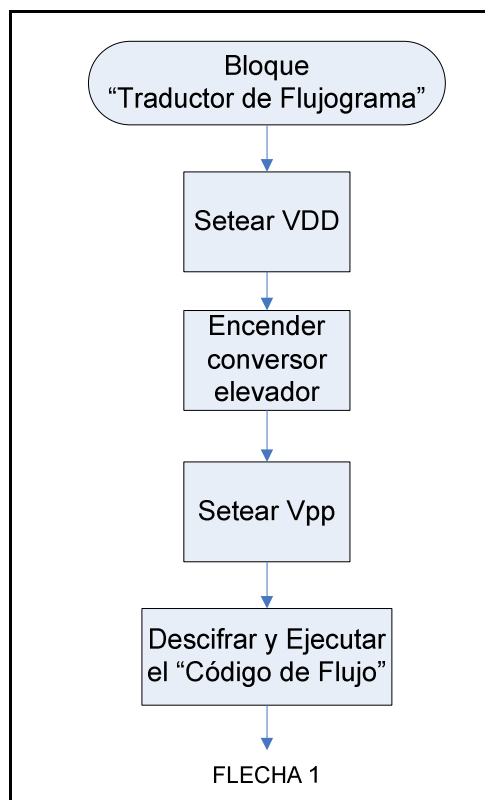 Bloque
“Traductor de Flujograma”
Setear VDD
Encender
conversor
elevador
Setear Vpp
Descifrar y Ejecutar
el “Código de Flujo”
FLECHA 1